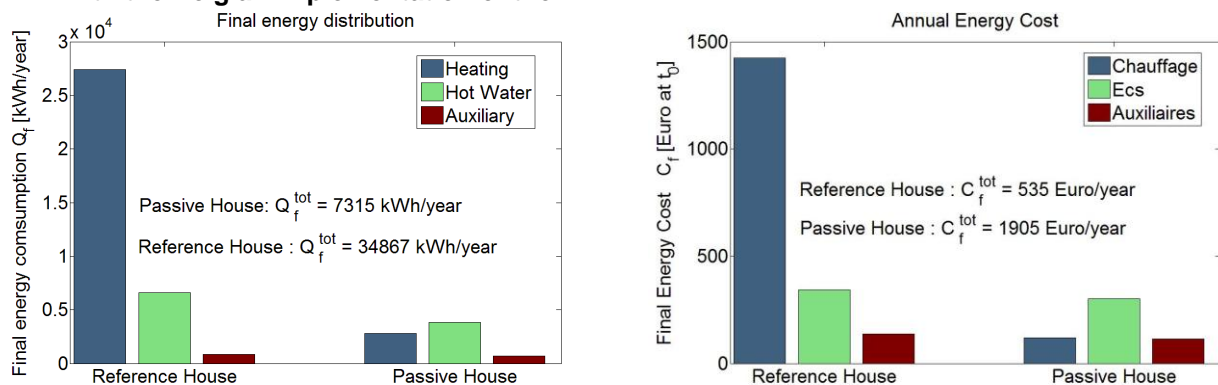 Final energy distribution
x 10⁴
3
2.5
2
1.5
1
0.5
0
Final energy comsumption Q_f [kWh/year]
Heating
Hot Water
Auxiliary
Passive House: Q_f^tot = 7315 kWh/year
Reference House : Q_f^tot = 34867 kWh/year
Reference House
Passive House
Annual Energy Cost
1500
1000
500
0
Final Energy Cost C_f [Euro at t_0]
Chauffage
Ecs
Auxiliaires
Reference House : C_f^tot = 535 Euro/year
Passive House : C_f^tot = 1905 Euro/year
Reference House
Passive House